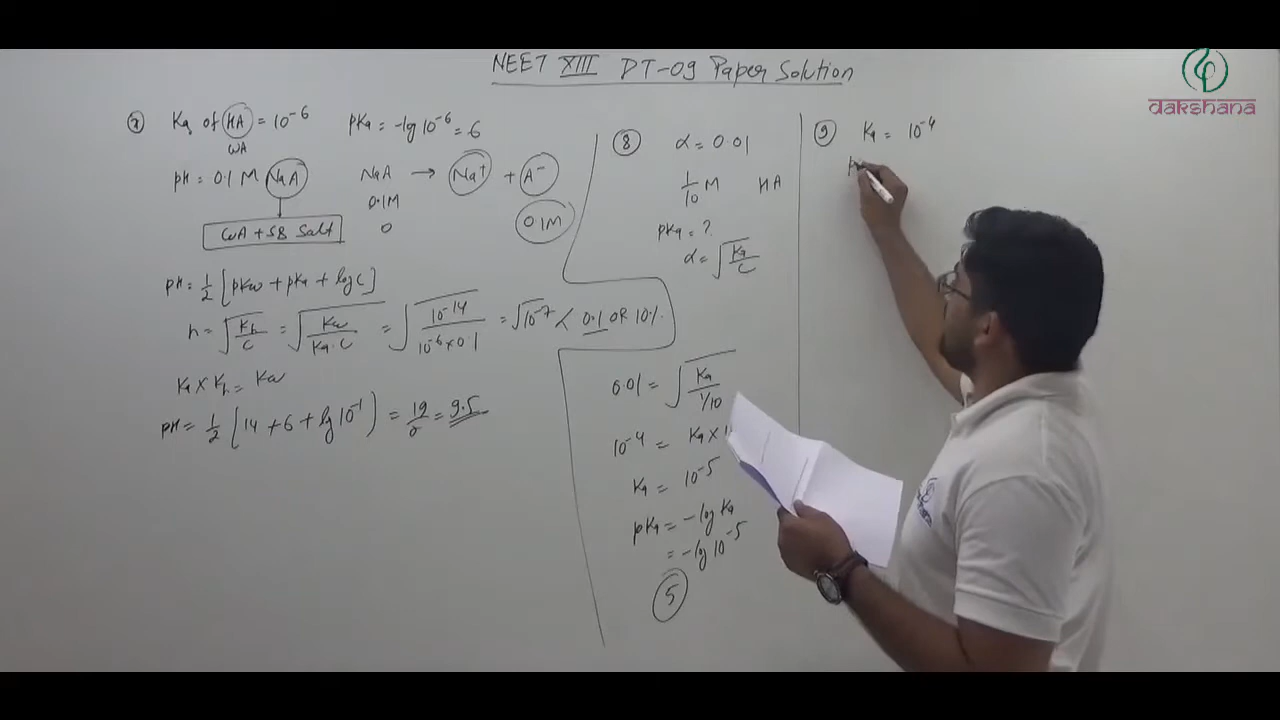 NEET XIII DT-09 Paper Solution
dakshana
Ka of HA = 10⁻⁶ pKa = -log 10⁻⁶ = 6
WA
pH = 0.1 M NaA NaA → Na⁺ + A⁻
0.1M 0.1M
WA + SB Salt 0
pH = 1/2 [pKw + pKa + log C]
h = √(Kh/C) = √(Kw/Ka.C) = √(10⁻¹⁴/10⁻⁶×0.1) = √10⁻⁷ < 0.1 OR 10%.
Ka × Kh = Kw
pH = 1/2 [14 + 6 + log 10⁻¹) = 19/2 = 9.5
⑧ α = 0.01
1/10 M HA
pKa = ?
α = √(Ka/C)
0.01 = √(Ka/1/10)
10⁻⁴ = Ka ×
Ka = 10⁻⁵
pKa = -log Ka
= -log 10⁻⁵
5
⑨ Ka = 10⁻⁴